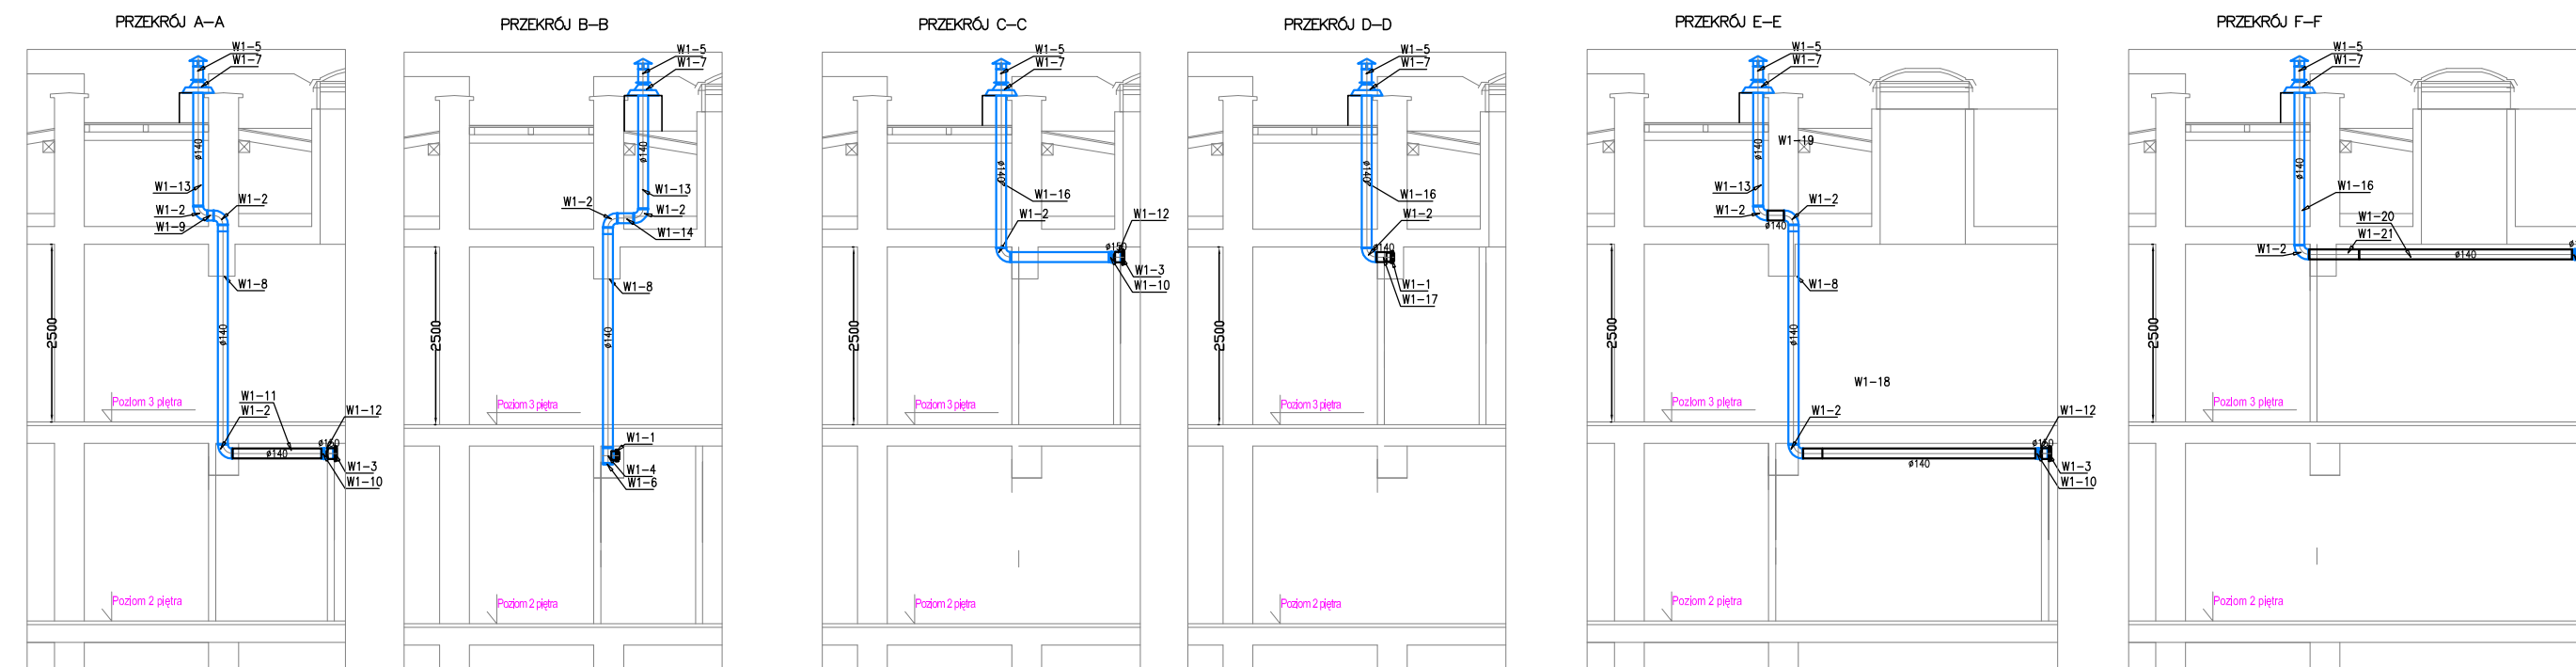 PRZEKRÓJ A–A
W1-5
W1-7
ø140
W1-13
W1-2
W1-2
W1-9
W1-8
2500
ø140
Poziom 3 piętra
W1-11
W1-2
W1-12
ø150
ø140
W1-3
W1-10
Poziom 2 piętra
PRZEKRÓJ B–B
W1-5
W1-7
ø140
W1-13
W1-2
W1-2
W1-14
W1-8
2500
ø140
Poziom 3 piętra
W1-1
W1-4
W1-6
Poziom 2 piętra
PRZEKRÓJ C–C
W1-5
W1-7
ø140
W1-16
W1-2
W1-12
ø150
W1-3
W1-10
2500
Poziom 3 piętra
Poziom 2 piętra
PRZEKRÓJ D–D
W1-5
W1-7
ø140
W1-16
W1-2
ø140
W1-1
W1-17
2500
Poziom 3 piętra
Poziom 2 piętra
PRZEKRÓJ E–E
W1-5
W1-7
ø140
W1-19
W1-13
W1-2
W1-2
ø140
W1-8
2500
ø140
W1-18
Poziom 3 piętra
W1-2
W1-12
ø150
ø140
W1-3
W1-10
Poziom 2 piętra
PRZEKRÓJ F–F
W1-5
W1-7
ø140
W1-16
W1-20
W1-21
W1-2
ø140
2500
Poziom 3 piętra
Poziom 2 piętra